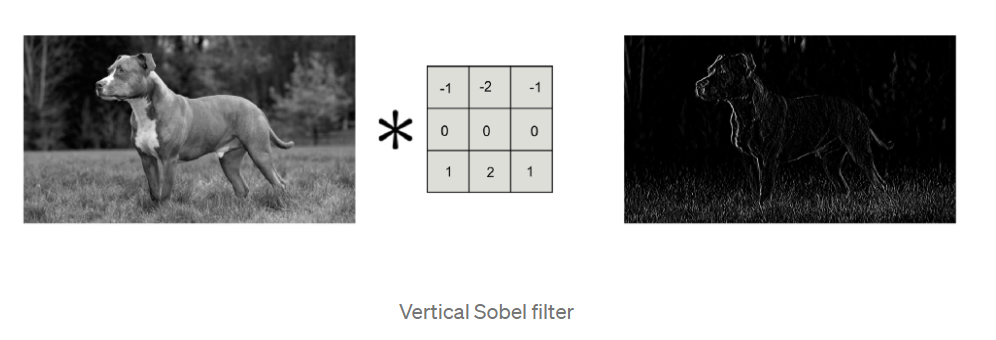 *
-1 -2 -1
0 0 0
1 2 1
Vertical Sobel filter